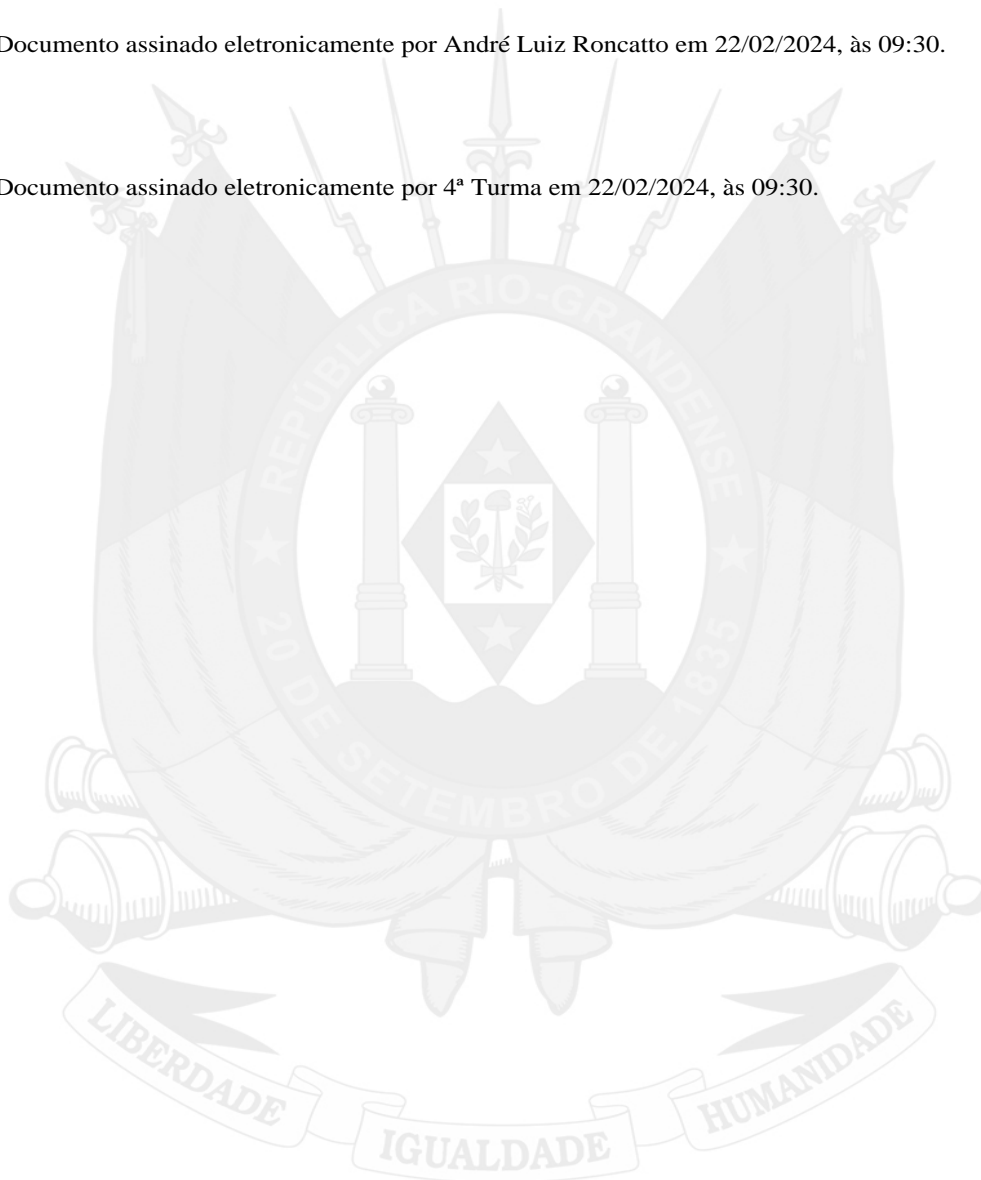 Documento assinado eletronicamente por André Luiz Roncatto em 22/02/2024, às 09:30.
Documento assinado eletronicamente por 4ª Turma em 22/02/2024, às 09:30.
REPÚBLICA RIO-GRANDENSE
★ 20 DE SETEMBRO DE 1835 ★
LIBERDADE
IGUALDADE
HUMANIDADE